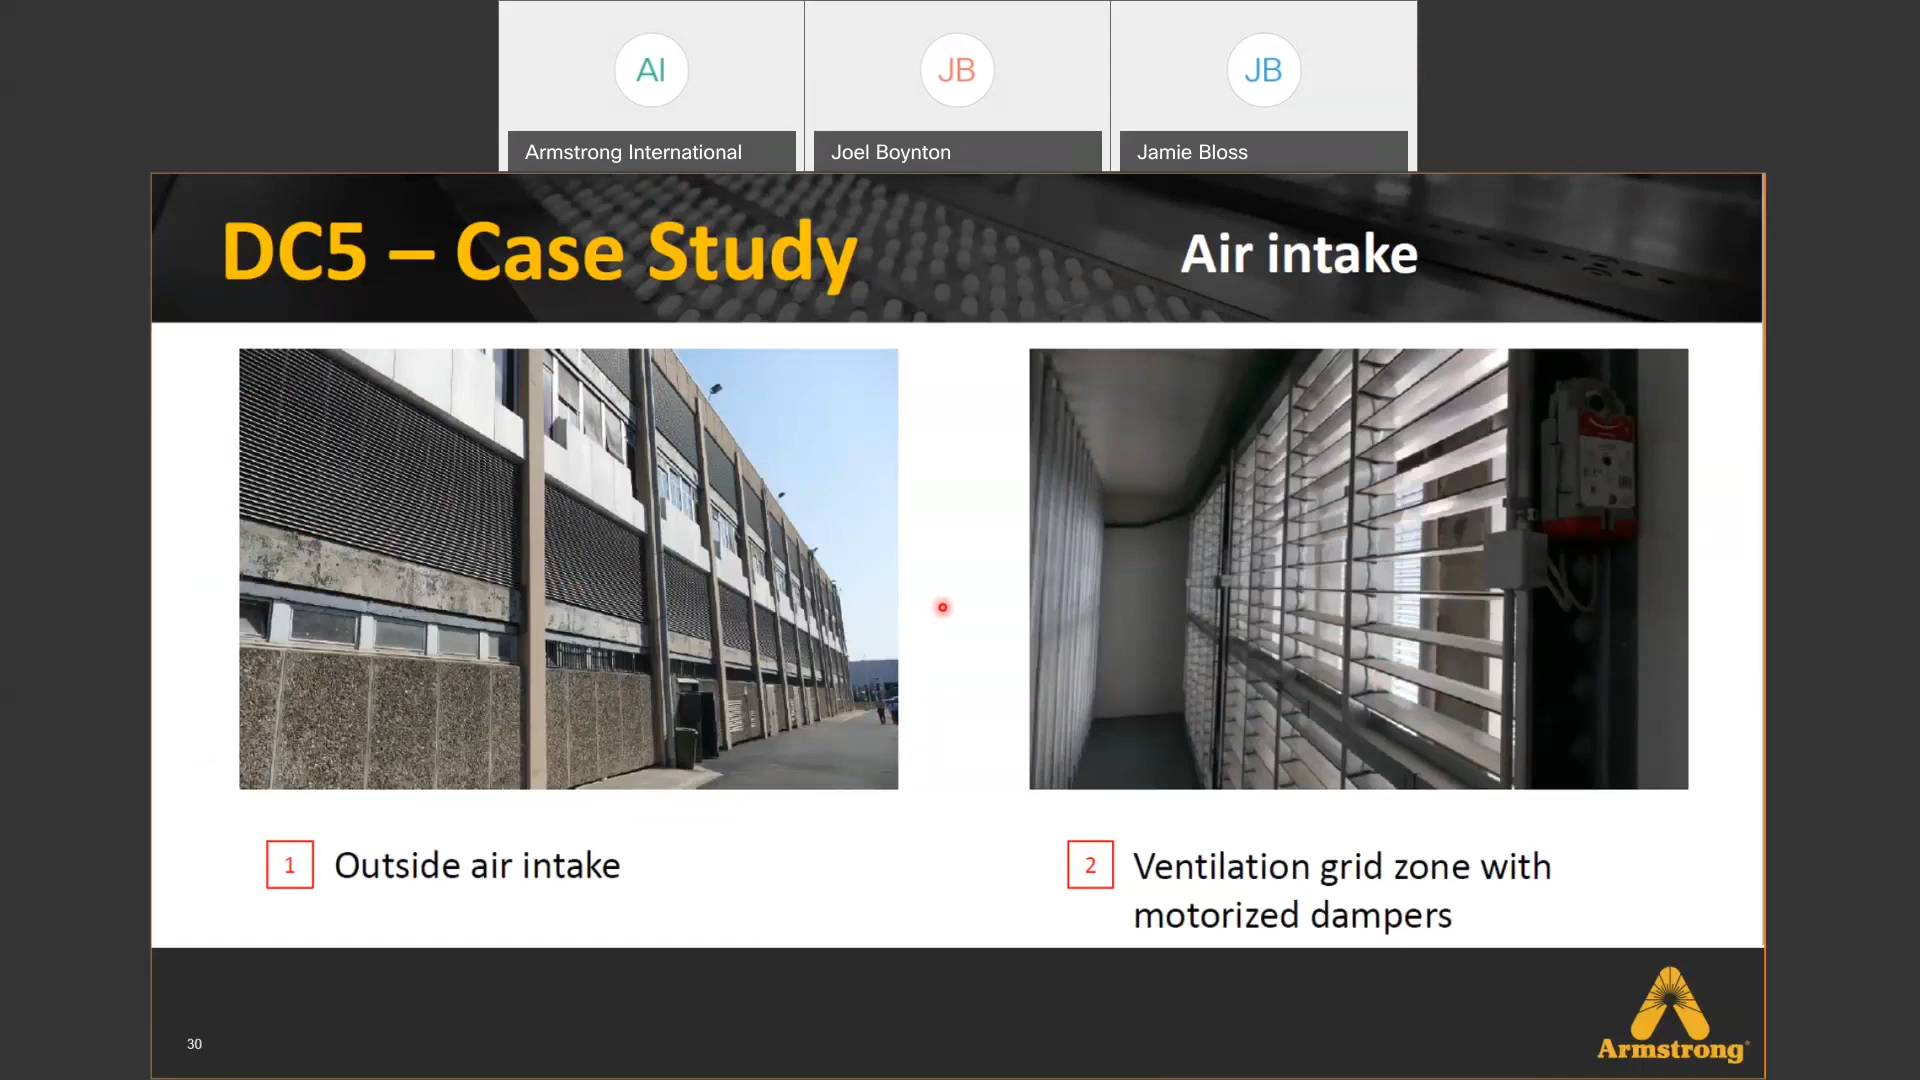 AI
JB
JB
Armstrong International
Joel Boynton
Jamie Bloss
DC5 – Case Study
Air intake
1
Outside air intake
2
Ventilation grid zone with
motorized dampers
30
Armstrong®